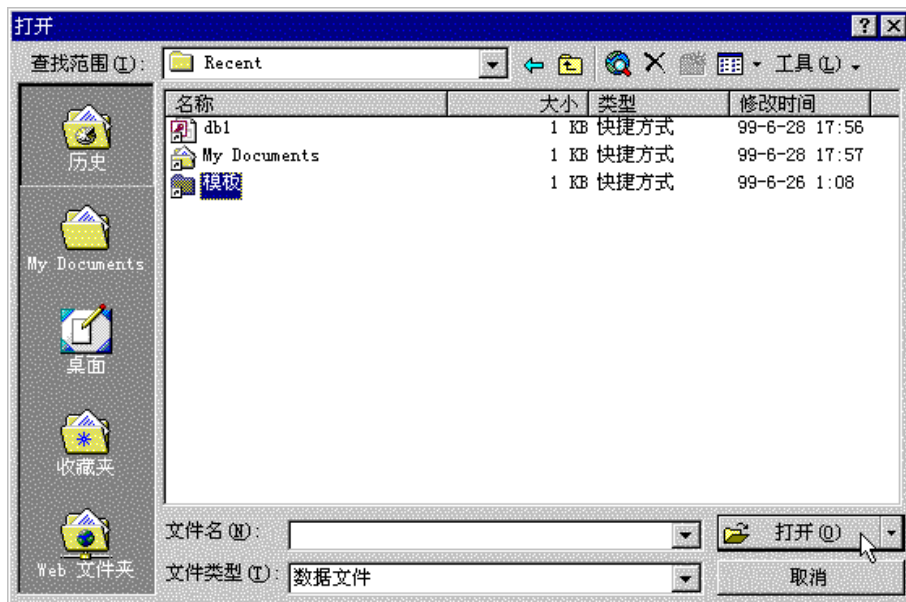 打开
查找范围(I): Recent 工具(L)
名称 大小 类型 修改时间
db1 1 KB 快捷方式 99-6-28 17:56
My Documents 1 KB 快捷方式 99-6-28 17:57
模板 1 KB 快捷方式 99-6-26 1:08
历史
My Documents
桌面
收藏夹
Web 文件夹
文件名(N): 打开(O)
文件类型(T): 数据文件 取消